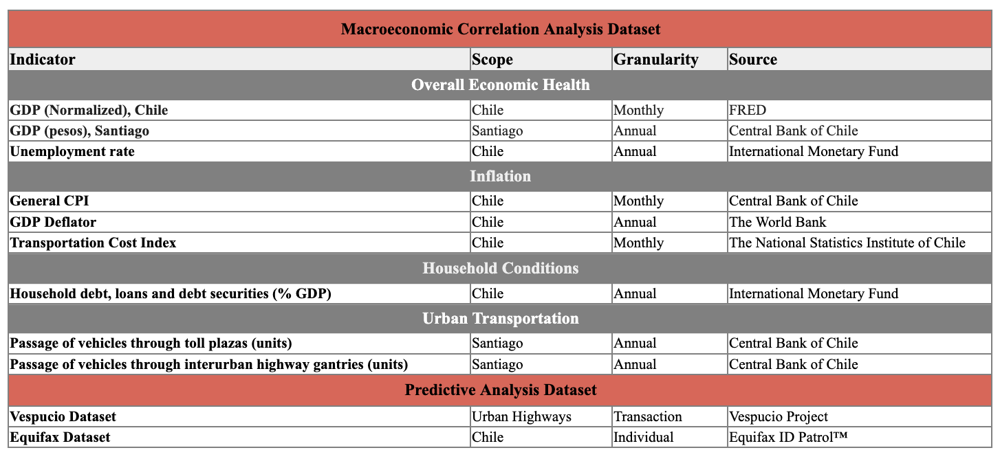 Macroeconomic Correlation Analysis Dataset
Indicator Scope Granularity Source
Overall Economic Health
GDP (Normalized), Chile Chile Monthly FRED
GDP (pesos), Santiago Santiago Annual Central Bank of Chile
Unemployment rate Chile Annual International Monetary Fund
Inflation
General CPI Chile Monthly Central Bank of Chile
GDP Deflator Chile Annual The World Bank
Transportation Cost Index Chile Monthly The National Statistics Institute of Chile
Household Conditions
Household debt, loans and debt securities (% GDP) Chile Annual International Monetary Fund
Urban Transportation
Passage of vehicles through toll plazas (units) Santiago Annual Central Bank of Chile
Passage of vehicles through interurban highway gantries (units) Santiago Annual Central Bank of Chile
Predictive Analysis Dataset
Vespucio Dataset Urban Highways Transaction Vespucio Project
Equifax Dataset Chile Individual Equifax ID Patrol™